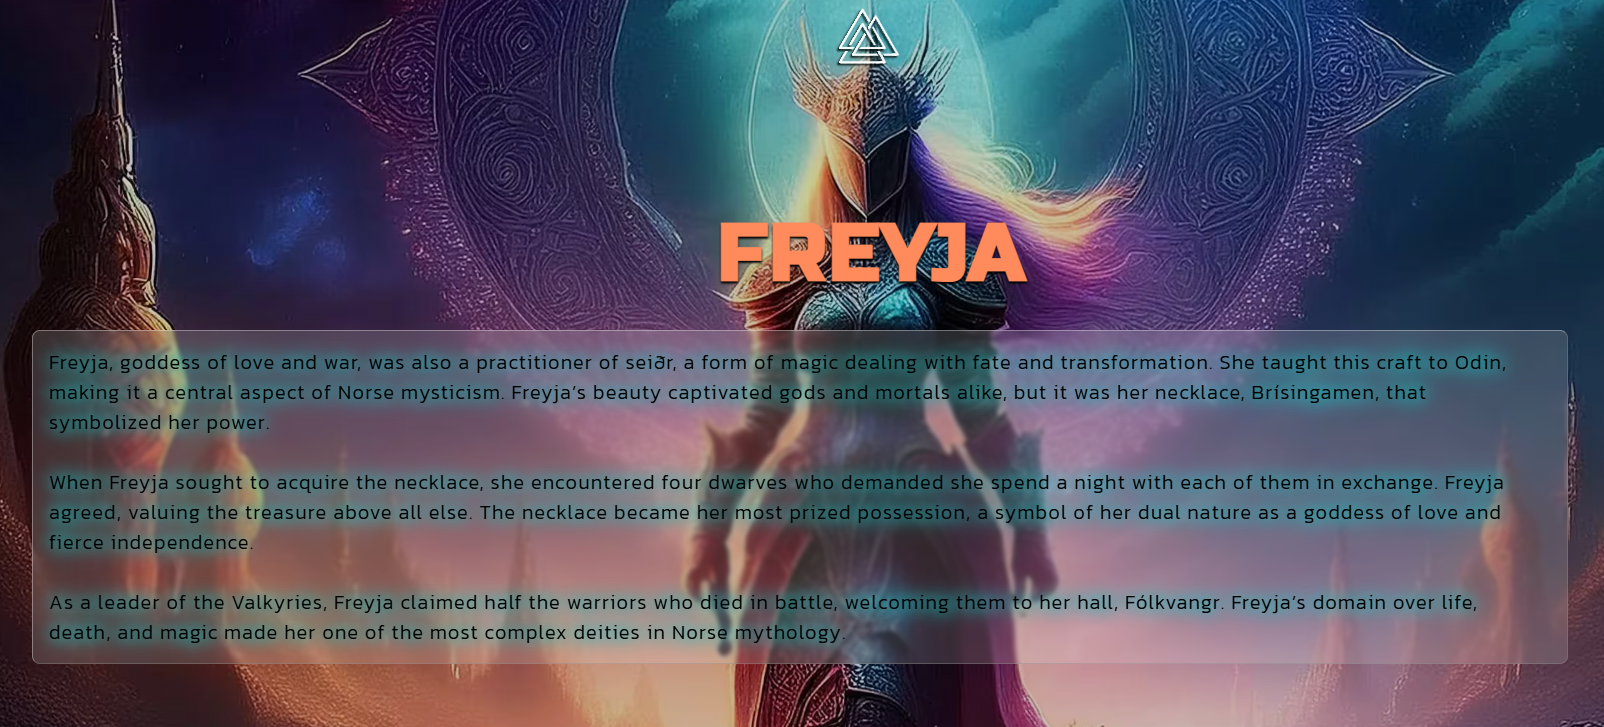 FREYJA
Freyja, goddess of love and war, was also a practitioner of seiðr, a form of magic dealing with fate and transformation. She taught this craft to Odin,
making it a central aspect of Norse mysticism. Freyja’s beauty captivated gods and mortals alike, but it was her necklace, Brísingamen, that
symbolized her power.
When Freyja sought to acquire the necklace, she encountered four dwarves who demanded she spend a night with each of them in exchange. Freyja
agreed, valuing the treasure above all else. The necklace became her most prized possession, a symbol of her dual nature as a goddess of love and
fierce independence.
As a leader of the Valkyries, Freyja claimed half the warriors who died in battle, welcoming them to her hall, Fólkvangr. Freyja’s domain over life,
death, and magic made her one of the most complex deities in Norse mythology.